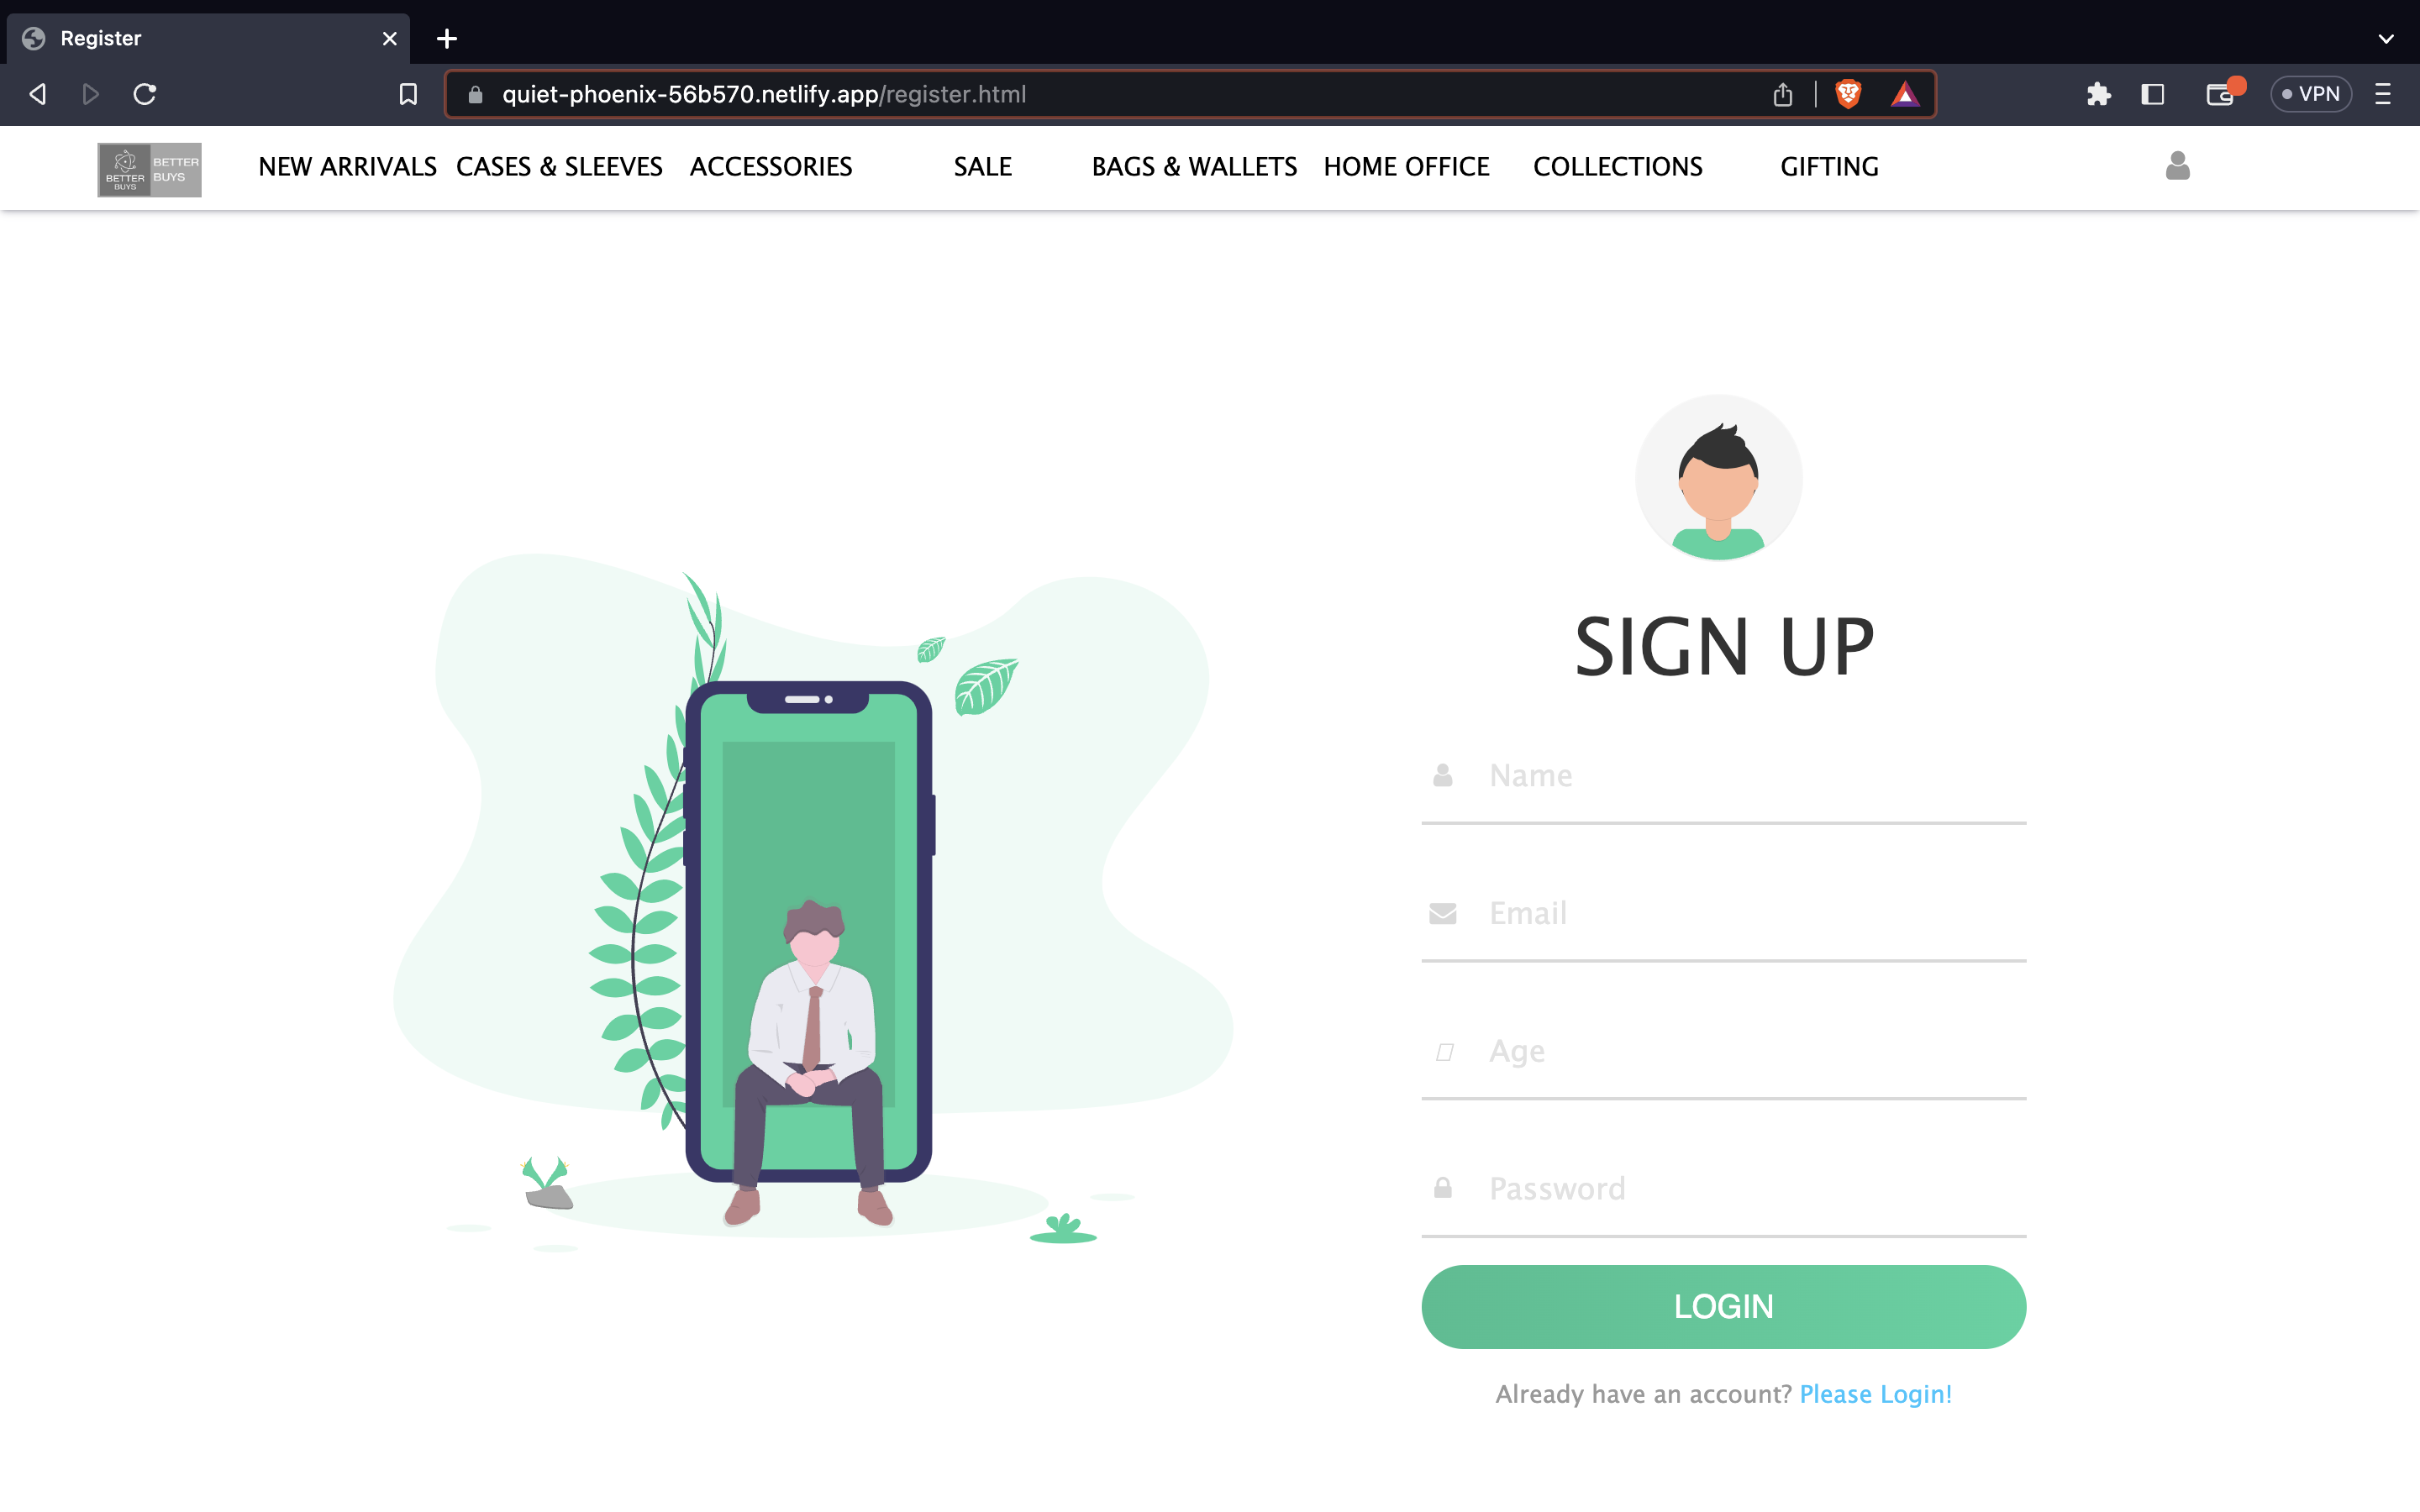 Register
quiet-phoenix-56b570.netlify.app/register.html
VPN
BETTER BUYS
BETTER BUYS
NEW ARRIVALS CASES & SLEEVES ACCESSORIES SALE BAGS & WALLETS HOME OFFICE COLLECTIONS GIFTING
SIGN UP
Name
Email
Age
Password
LOGIN
Already have an account? Please Login!